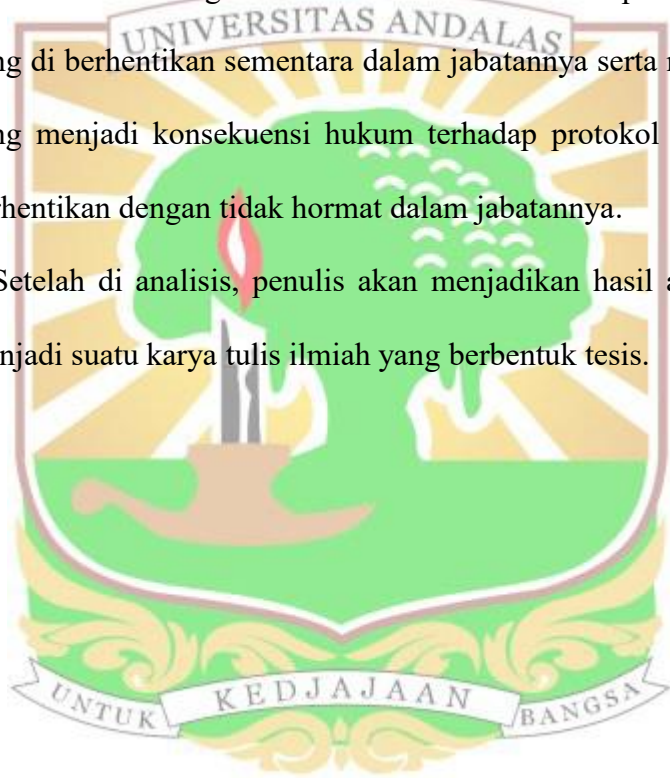 UNIVERSITAS ANDALAS
ng di berhentikan sementara dalam jabatannya serta
ng menjadi konsekuensi hukum terhadap protokol
rhentikan dengan tidak hormat dalam jabatannya.
Setelah di analisis, penulis akan menjadikan hasil a
njadi suatu karya tulis ilmiah yang berbentuk tesis.
UNTUK KEDJAJAAN BANGSA